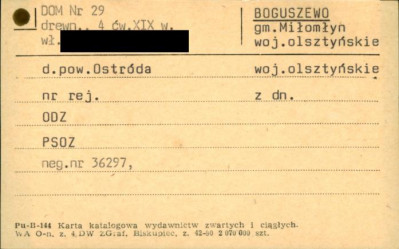 DOM Nr 29
drewn., 4 ćw.XIX w.
wł.
BOGUSZEWO
gm.Miłomłyn
woj.olsztyńskie
d.pow.Ostróda woj.olsztyńskie
nr rej. z dn.
ODZ
PSOZ
neg.nr 36297,
Pu-II-144 Karta katalogowa wydawnictw zwartych i ciągłych.
WA O-n, z. 4, DW 2.Graf. Biskupiec, z. 42-80 2 070 000 szt.